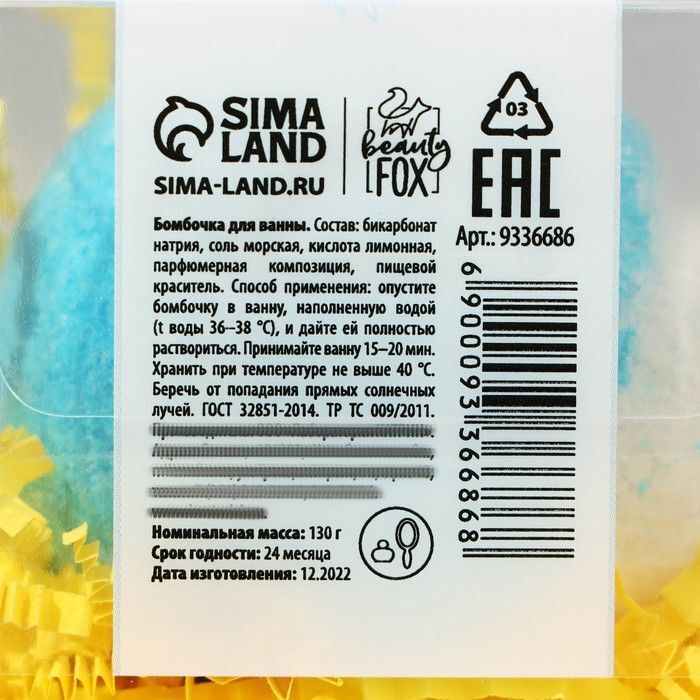 SIMA
LAND
SIMA-LAND.RU
beauty
FOX
03
EAC
Арт.: 9336686
Бомбочка для ванны. Состав: бикарбонат
натрия, соль морская, кислота лимонная,
парфюмерная композиция, пищевой
краситель. Способ применения: опустите
бомбочку в ванну, наполненную водой
(t воды 36–38 °C), и дайте ей полностью
раствориться. Принимайте ванну 15–20 мин.
Хранить при температуре не выше 40 °C.
Беречь от попадания прямых солнечных
лучей. ГОСТ 32851-2014. ТР ТС 009/2011.
Номинальная масса: 130 г
Срок годности: 24 месяца
Дата изготовления: 12.2022
6 900093 366868